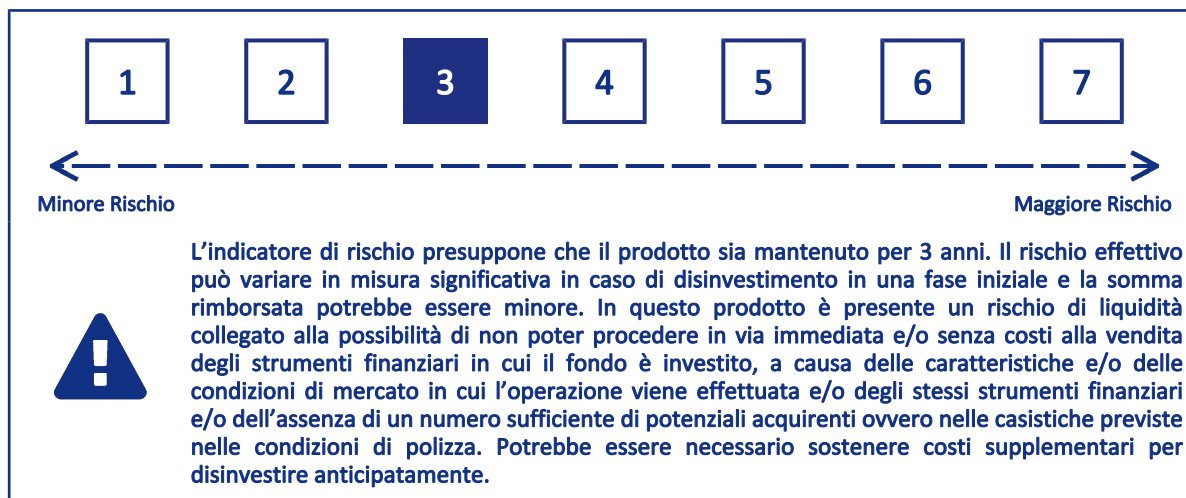 1 2 3 4 5 6 7
Minore Rischio Maggiore Rischio
L'indicatore di rischio presuppone che il prodotto sia mantenuto per 3 anni. Il rischio effettivo
può variare in misura significativa in caso di disinvestimento in una fase iniziale e la somma
rimborsata potrebbe essere minore. In questo prodotto è presente un rischio di liquidità
collegato alla possibilità di non poter procedere in via immediata e/o senza costi alla vendita
degli strumenti finanziari in cui il fondo è investito, a causa delle caratteristiche e/o delle
condizioni di mercato in cui l'operazione viene effettuata e/o degli stessi strumenti finanziari
e/o dell'assenza di un numero sufficiente di potenziali acquirenti ovvero nelle casistiche previste
nelle condizioni di polizza. Potrebbe essere necessario sostenere costi supplementari per
disinvestire anticipatamente.